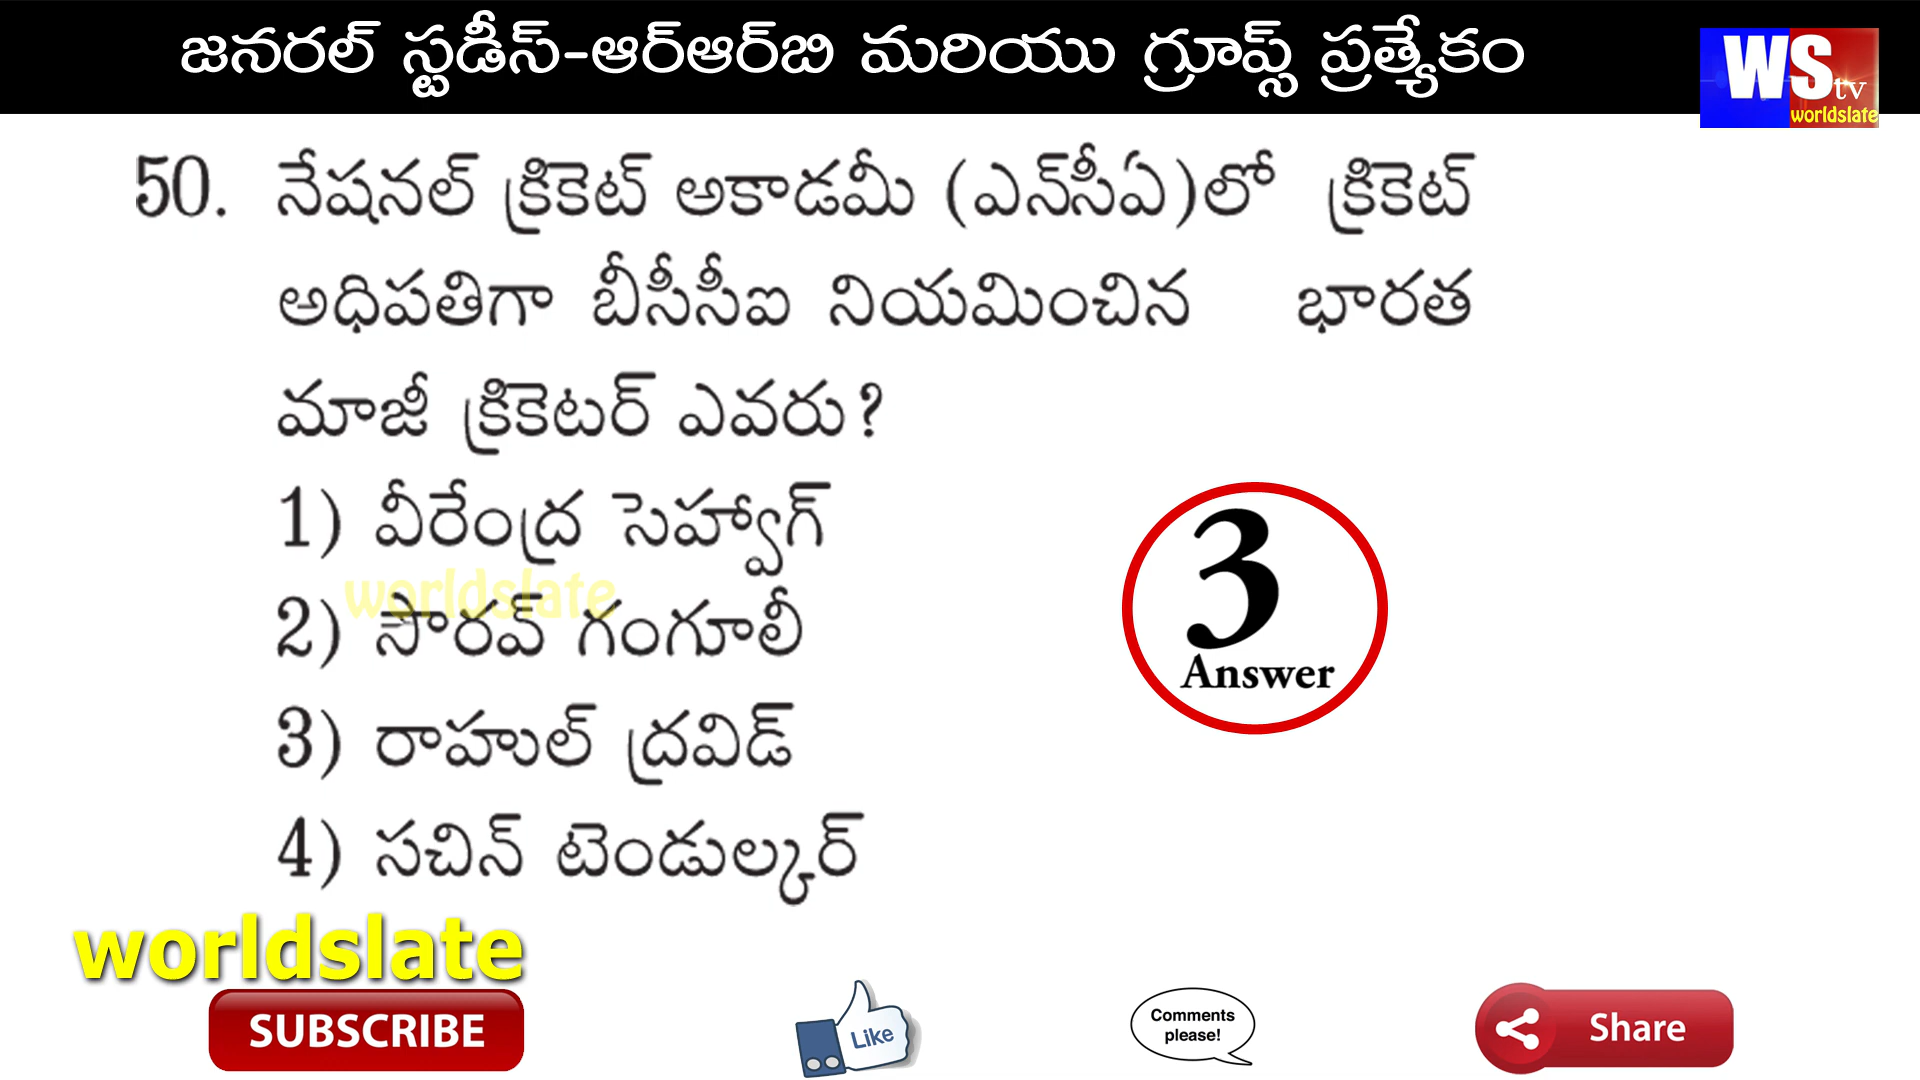 జనరల్ స్టడీస్-ఆర్ఆర్‌బి మరియు గ్రూప్స్ ప్రత్యేకం
WS tv
worldslate
50. నేషనల్ క్రికెట్ అకాడమీ (ఎన్‌సీఏ)లో క్రికెట్
అధిపతిగా బీసీసీఐ నియమించిన భారత
మాజీ క్రికెటర్ ఎవరు?
1) వీరేంద్ర సెహ్వాగ్
worldslate
2) సౌరవ్ గంగూలీ
3) రాహుల్ ద్రవిడ్
4) సచిన్ టెండుల్కర్
3
Answer
worldslate
SUBSCRIBE
Like
Comments
please!
Share